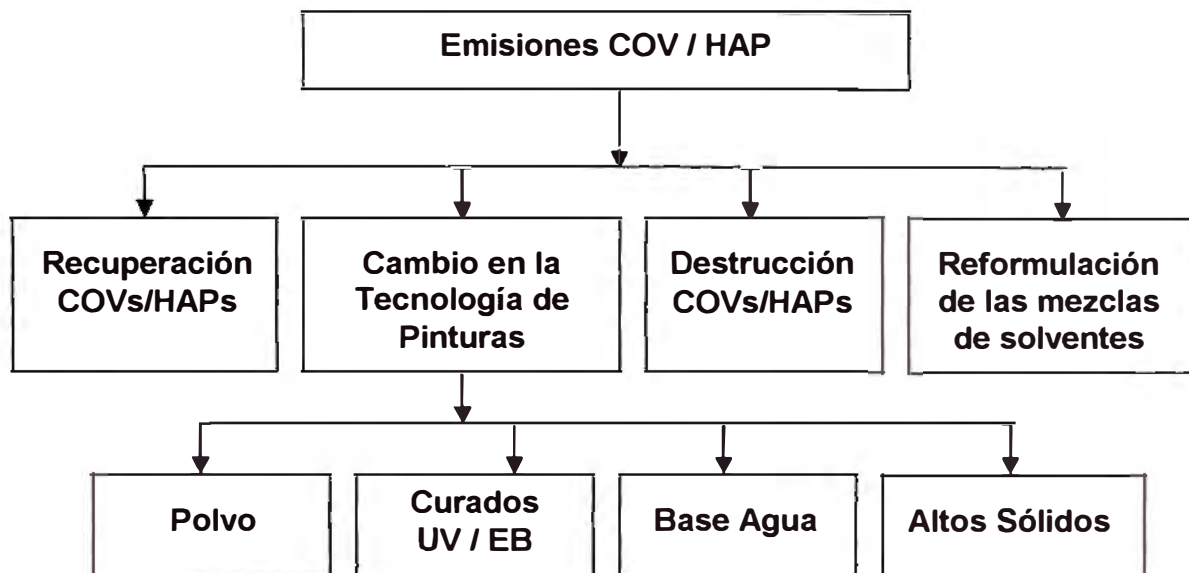 Emisiones COV / HAP
Recuperación
COVs/HAPs
Cambio en la
Tecnología de
Pinturas
Destrucción
COVs/HAPs
Reformulación
de las mezclas
de solventes
Polvo
Curados
UV / EB
Base Agua
Altos Sólidos